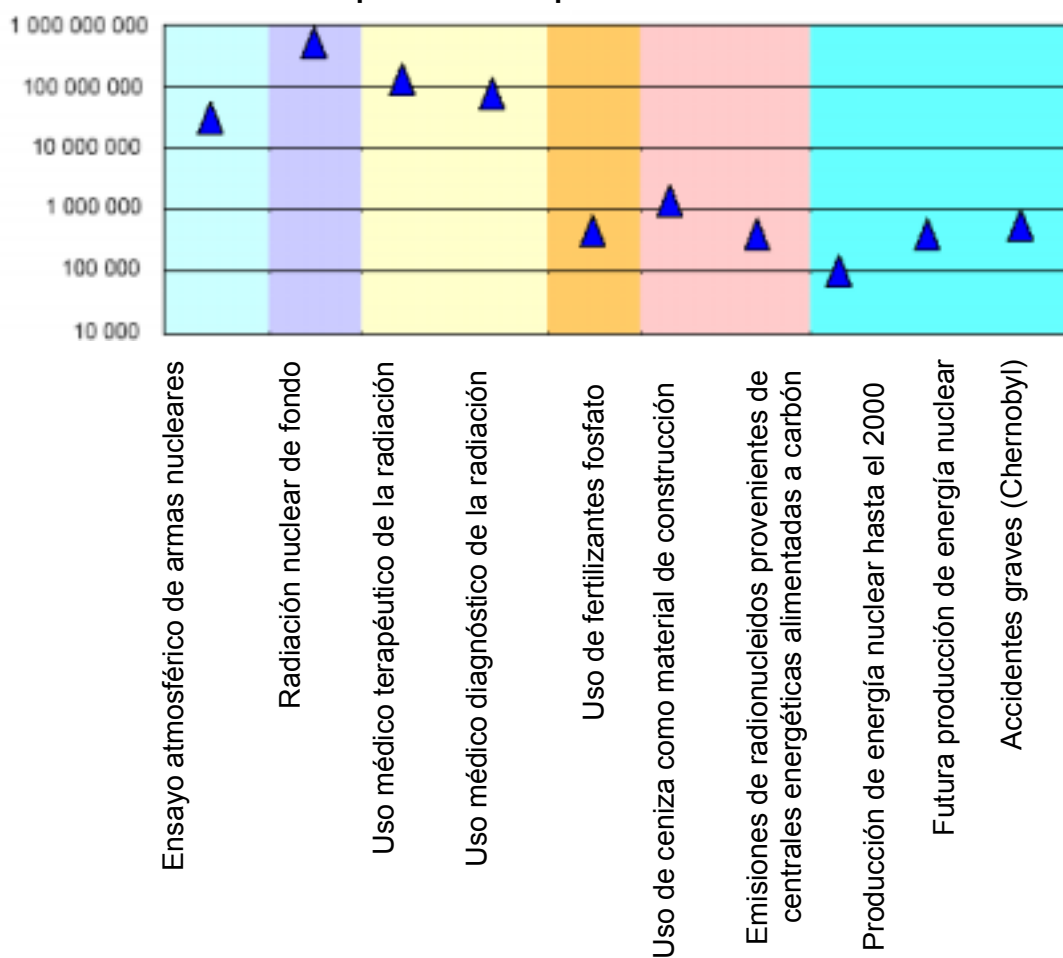 1 000 000 000
100 000 000
10 000 000
1 000 000
100 000
10 000
Ensayo atmosférico de armas nucleares
Radiación nuclear de fondo
Uso médico terapéutico de la radiación
Uso médico diagnóstico de la radiación
Uso de fertilizantes fosfato
Uso de ceniza como material de construcción
Emisiones de radionucleidos provenientes de
centrales energéticas alimentadas a carbón
Producción de energía nuclear hasta el 2000
Futura producción de energía nuclear
Accidentes graves (Chernobyl)